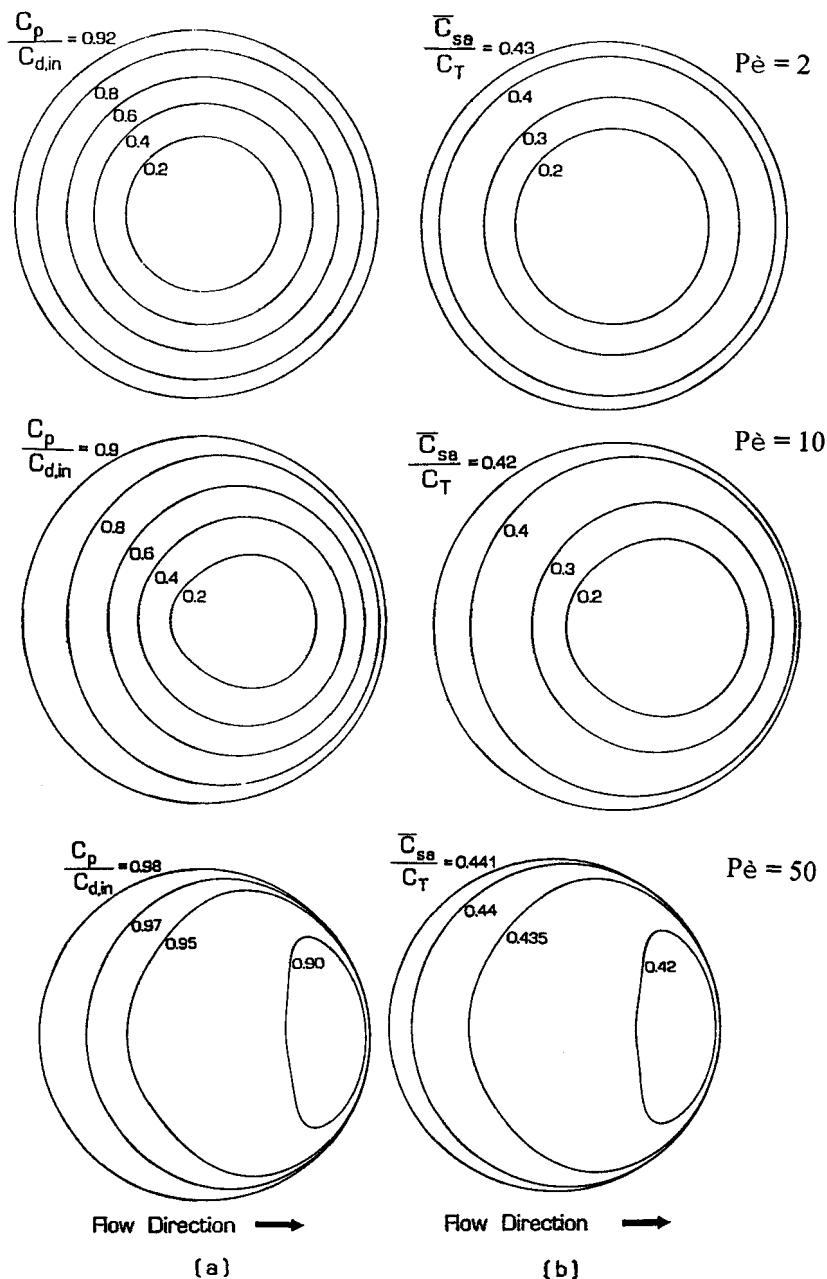 C_p / C_d,in = 0.92
0.8
0.6
0.4
0.2
C̅_sa / C_T = 0.43
0.4
0.3
0.2
Pè = 2
C_p / C_d,in = 0.9
0.8
0.6
0.4
0.2
C̅_sa / C_T = 0.42
0.4
0.3
0.2
Pè = 10
C_p / C_d,in = 0.98
0.97
0.95
0.90
C̅_sa / C_T = 0.441
0.44
0.435
0.42
Pè = 50
Flow Direction
Flow Direction
(a)
(b)